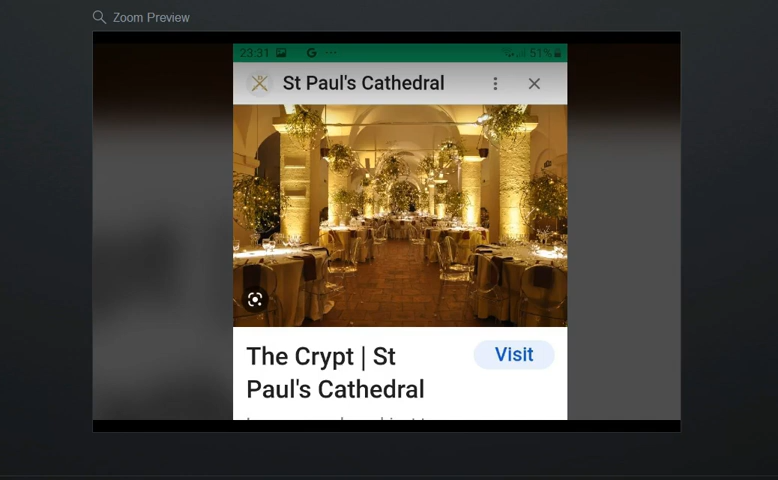 Zoom Preview
23:31 G ... 51%
St Paul's Cathedral
The Crypt | St
Visit
Paul's Cathedral